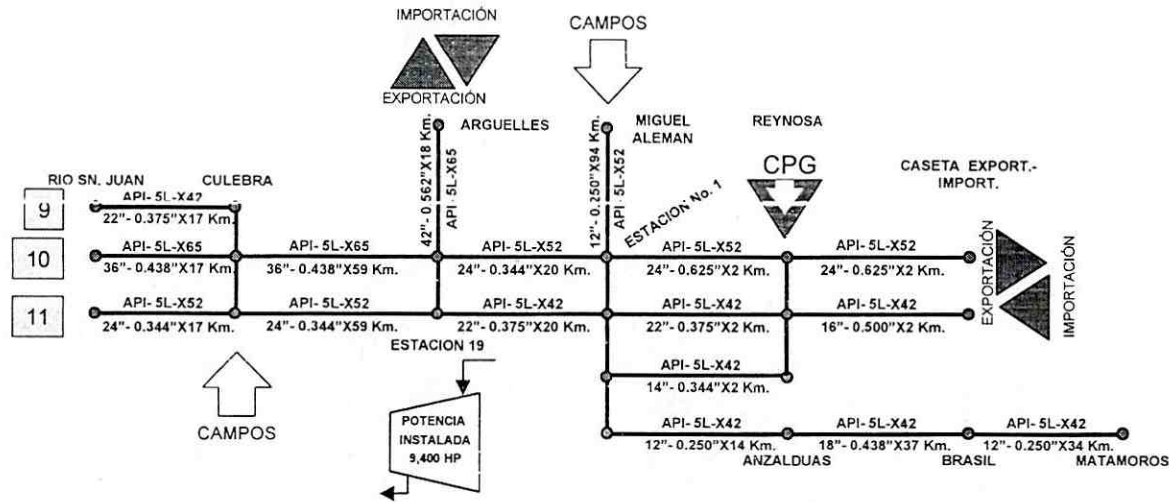 IMPORTACIÓN
EXPORTACIÓN
CAMPOS
ARGUELLES
MIGUEL
ALEMAN
REYNOSA
CPG
CASETA EXPORT.-
IMPORT.
RIO SN. JUAN
CULEBRA
42"- 0.562"X18 Km.
API- 5L-X65
12"- 0.250"X94 Km.
API- 5L-X52
ESTACION No. 1
9
API- 5L-X42
22"- 0.375"X17 Km.
10
API- 5L-X65
36"- 0.438"X17 Km.
API- 5L-X65
36"- 0.438"X59 Km.
API- 5L-X52
24"- 0.344"X20 Km.
API- 5L-X52
24"- 0.625"X2 Km.
API- 5L-X52
24"- 0.625"X2 Km.
EXPORTACIÓN
IMPORTACIÓN
11
API- 5L-X52
24"- 0.344"X17 Km.
API- 5L-X52
24"- 0.344"X59 Km.
API- 5L-X42
22"- 0.375"X20 Km.
API- 5L-X42
22"- 0.375"X2 Km.
API- 5L-X42
16"- 0.500"X2 Km.
ESTACION 19
API- 5L-X42
14"- 0.344"X2 Km.
CAMPOS
POTENCIA
INSTALADA
9,400 HP
API- 5L-X42
12"- 0.250"X14 Km.
API- 5L-X42
18"- 0.438"X37 Km.
API- 5L-X42
12"- 0.250"X34 Km.
ANZALDUAS
BRASIL
MATAMOROS